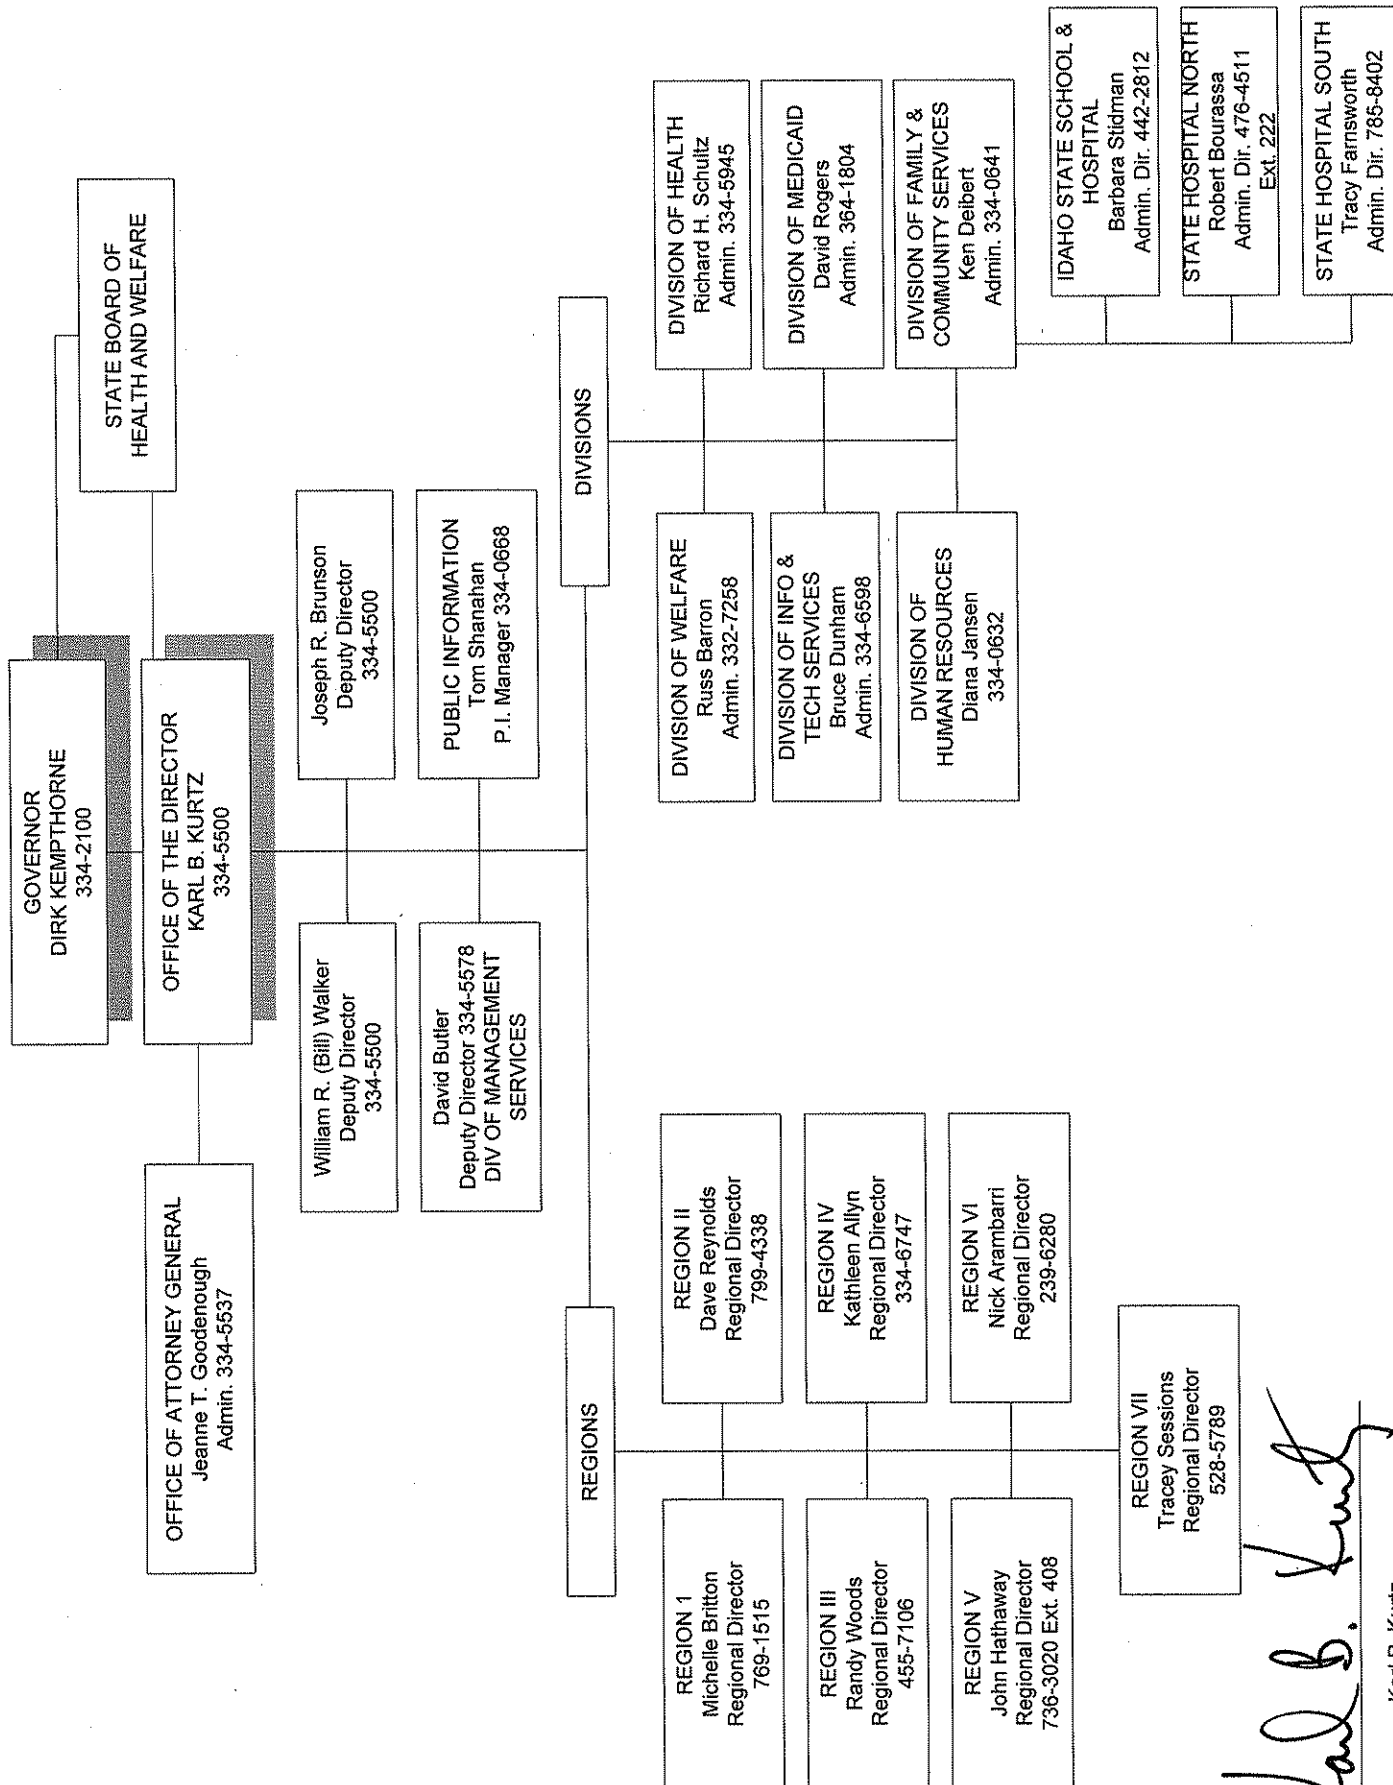 GOVERNOR
DIRK KEMPTHORNE
334-2100
STATE BOARD OF
HEALTH AND WELFARE
OFFICE OF THE DIRECTOR
KARL B. KURTZ
334-5500
OFFICE OF ATTORNEY GENERAL
Jeanne T. Goodenough
Admin. 334-5537
William R. (Bill) Walker
Deputy Director
334-5500
Joseph R. Brunson
Deputy Director
334-5500
David Butler
Deputy Director 334-5578
DIV OF MANAGEMENT
SERVICES
PUBLIC INFORMATION
Tom Shanahan
P.I. Manager 334-0668
REGIONS
REGION 1
Michelle Britton
Regional Director
769-1515
REGION II
Dave Reynolds
Regional Director
799-4338
REGION III
Randy Woods
Regional Director
455-7106
REGION IV
Kathleen Allyn
Regional Director
334-6747
REGION V
John Hathaway
Regional Director
736-3020 Ext. 408
REGION VI
Nick Arambarri
Regional Director
239-6280
REGION VII
Tracey Sessions
Regional Director
528-5789
DIVISIONS
DIVISION OF WELFARE
Russ Barron
Admin. 332-7258
DIVISION OF HEALTH
Richard H. Schultz
Admin. 334-5945
DIVISION OF INFO &
TECH SERVICES
Bruce Dunham
Admin. 334-6598
DIVISION OF MEDICAID
David Rogers
Admin. 364-1804
DIVISION OF
HUMAN RESOURCES
Diana Jansen
334-0632
DIVISION OF FAMILY &
COMMUNITY SERVICES
Ken Deibert
Admin. 334-0641
IDAHO STATE SCHOOL &
HOSPITAL
Barbara Stidman
Admin. Dir. 442-2812
STATE HOSPITAL NORTH
Robert Bourassa
Admin. Dir. 476-4511
Ext. 222
STATE HOSPITAL SOUTH
Tracy Farnsworth
Admin. Dir. 785-8402
Karl B. Kurtz
Karl B. Kurtz